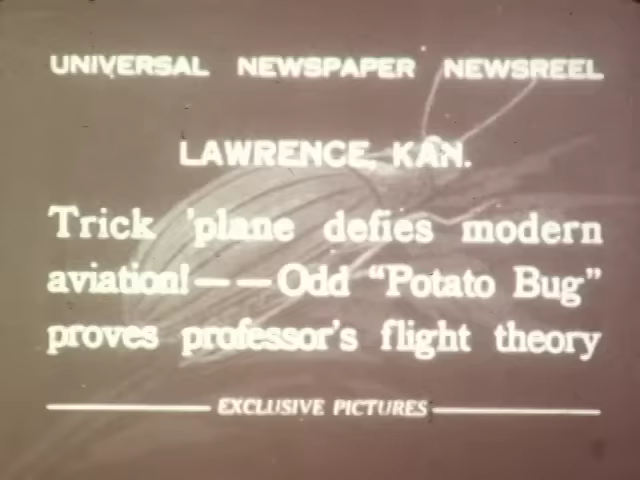 UNIVERSAL NEWSPAPER NEWSREEL
LAWRENCE, KAN.
Trick 'plane defies modern
aviation!——Odd "Potato Bug"
proves professor's flight theory
EXCLUSIVE PICTURES